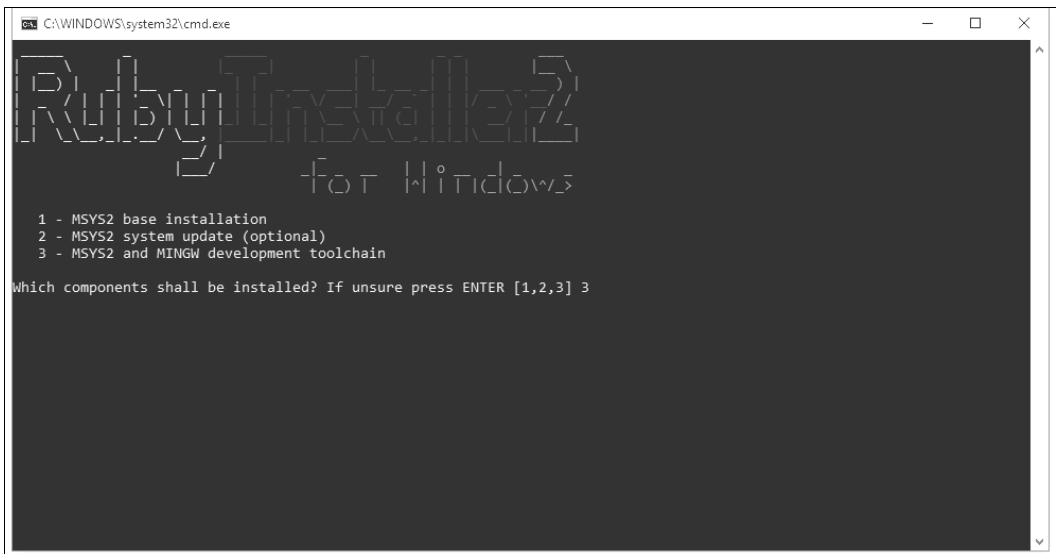 C:\WINDOWS\system32\cmd.exe
RubyInstaller2
for Windows
1 - MSYS2 base installation
2 - MSYS2 system update (optional)
3 - MSYS2 and MINGW development toolchain
Which components shall be installed? If unsure press ENTER [1,2,3] 3